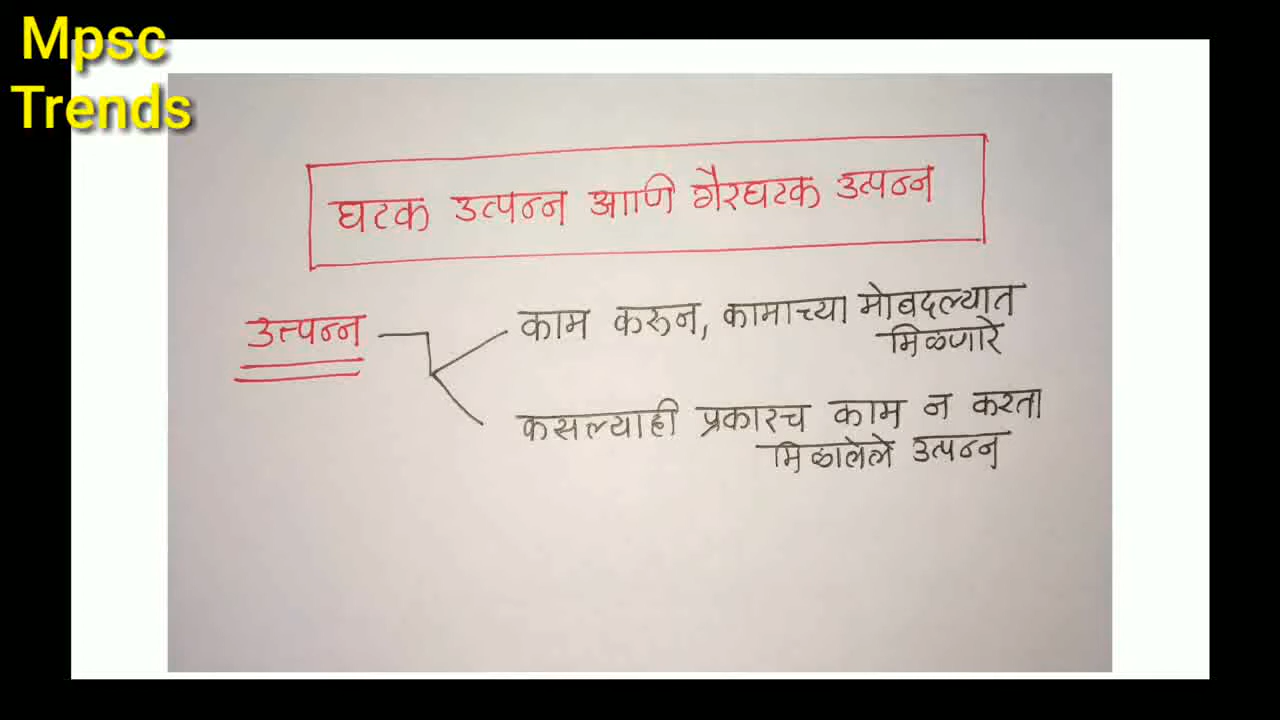 Mpsc
Trends
घटक उत्पन्न आणि गैरघटक उत्पन्न
उत्पन्न
काम करून, कामाच्या मोबदल्यात
मिळणारे
कसल्याही प्रकारच काम न करता
मिळालेले उत्पन्न